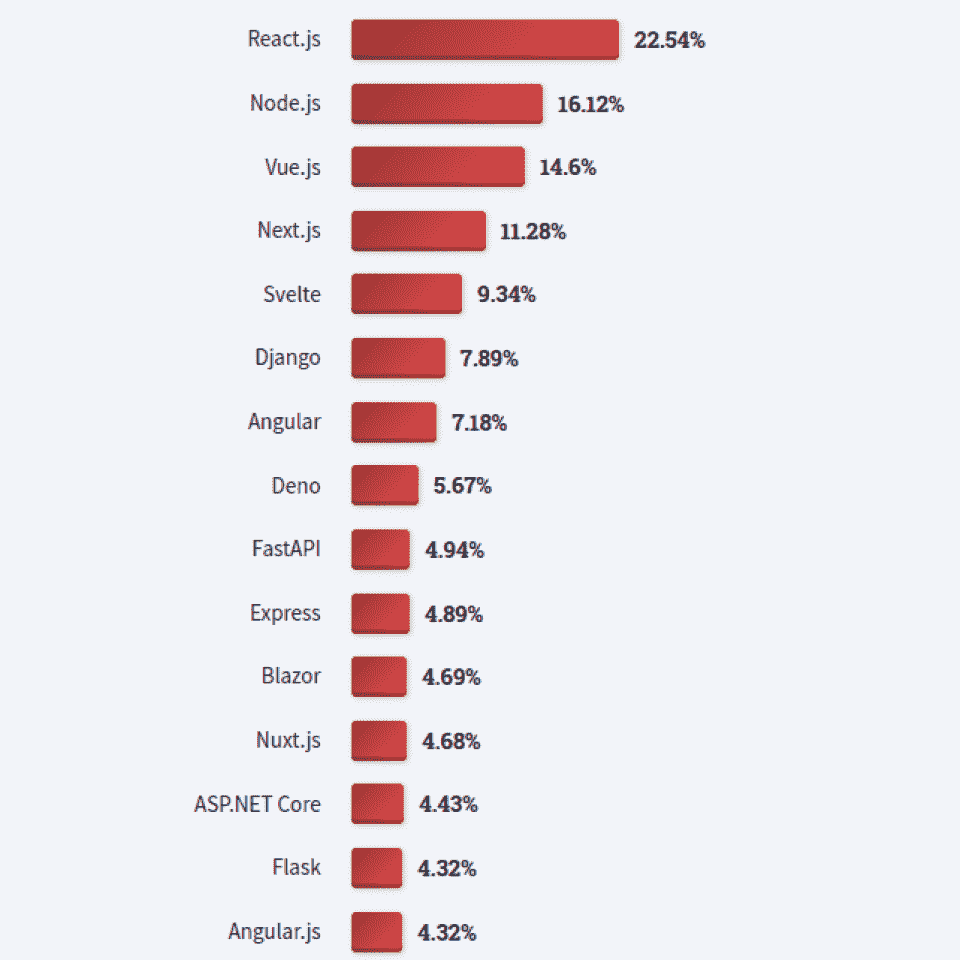 React.js 22.54%
Node.js 16.12%
Vue.js 14.6%
Next.js 11.28%
Svelte 9.34%
Django 7.89%
Angular 7.18%
Deno 5.67%
FastAPI 4.94%
Express 4.89%
Blazor 4.69%
Nuxt.js 4.68%
ASP.NET Core 4.43%
Flask 4.32%
Angular.js 4.32%